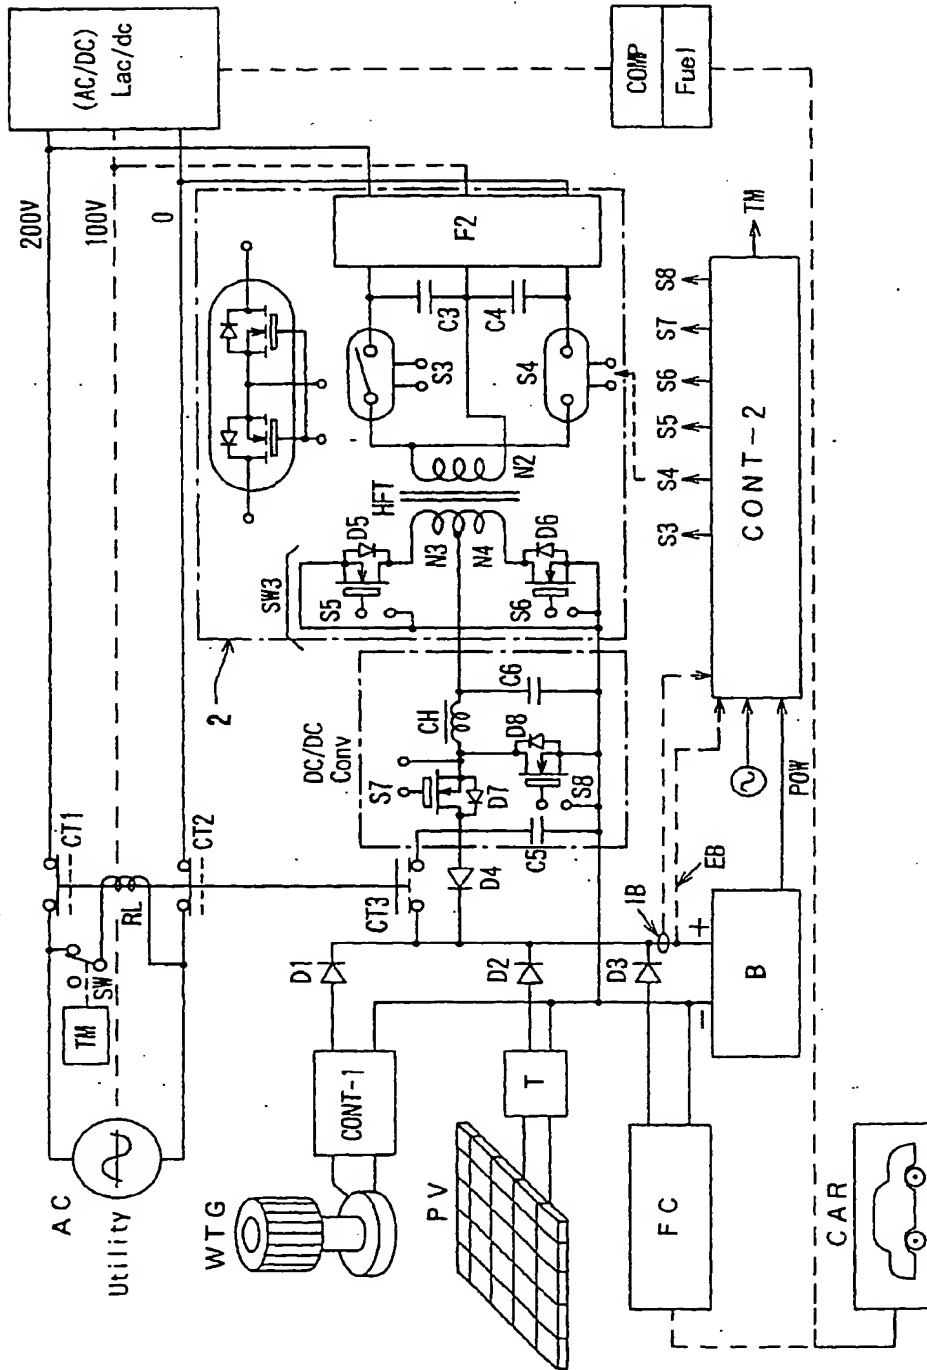 AC
Utility
TM
SW
RL
CT1
CT2
200V
100V
0
(AC/DC)
Lac/dc
WTG
CONT-1
D1
CT3
D4
DC/DC
Conv
S7
D7
CH
D8
S8
C5
C6
2
SW3
S5
D5
N3
N4
S6
D6
HFT
N2
S3
S4
C3
C4
F2
PV
T
D2
D3
FC
B
+
-
IB
EB
POW
CONT-2
S3
S4
S5
S6
S7
S8
TM
COMP
Fuel
CAR